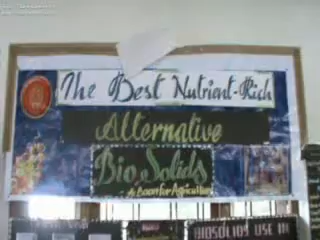 The Best Nutrient-Rich
Alternative
Bio Solids
A Boon for Agriculture
BIOSOLIDS USE IN